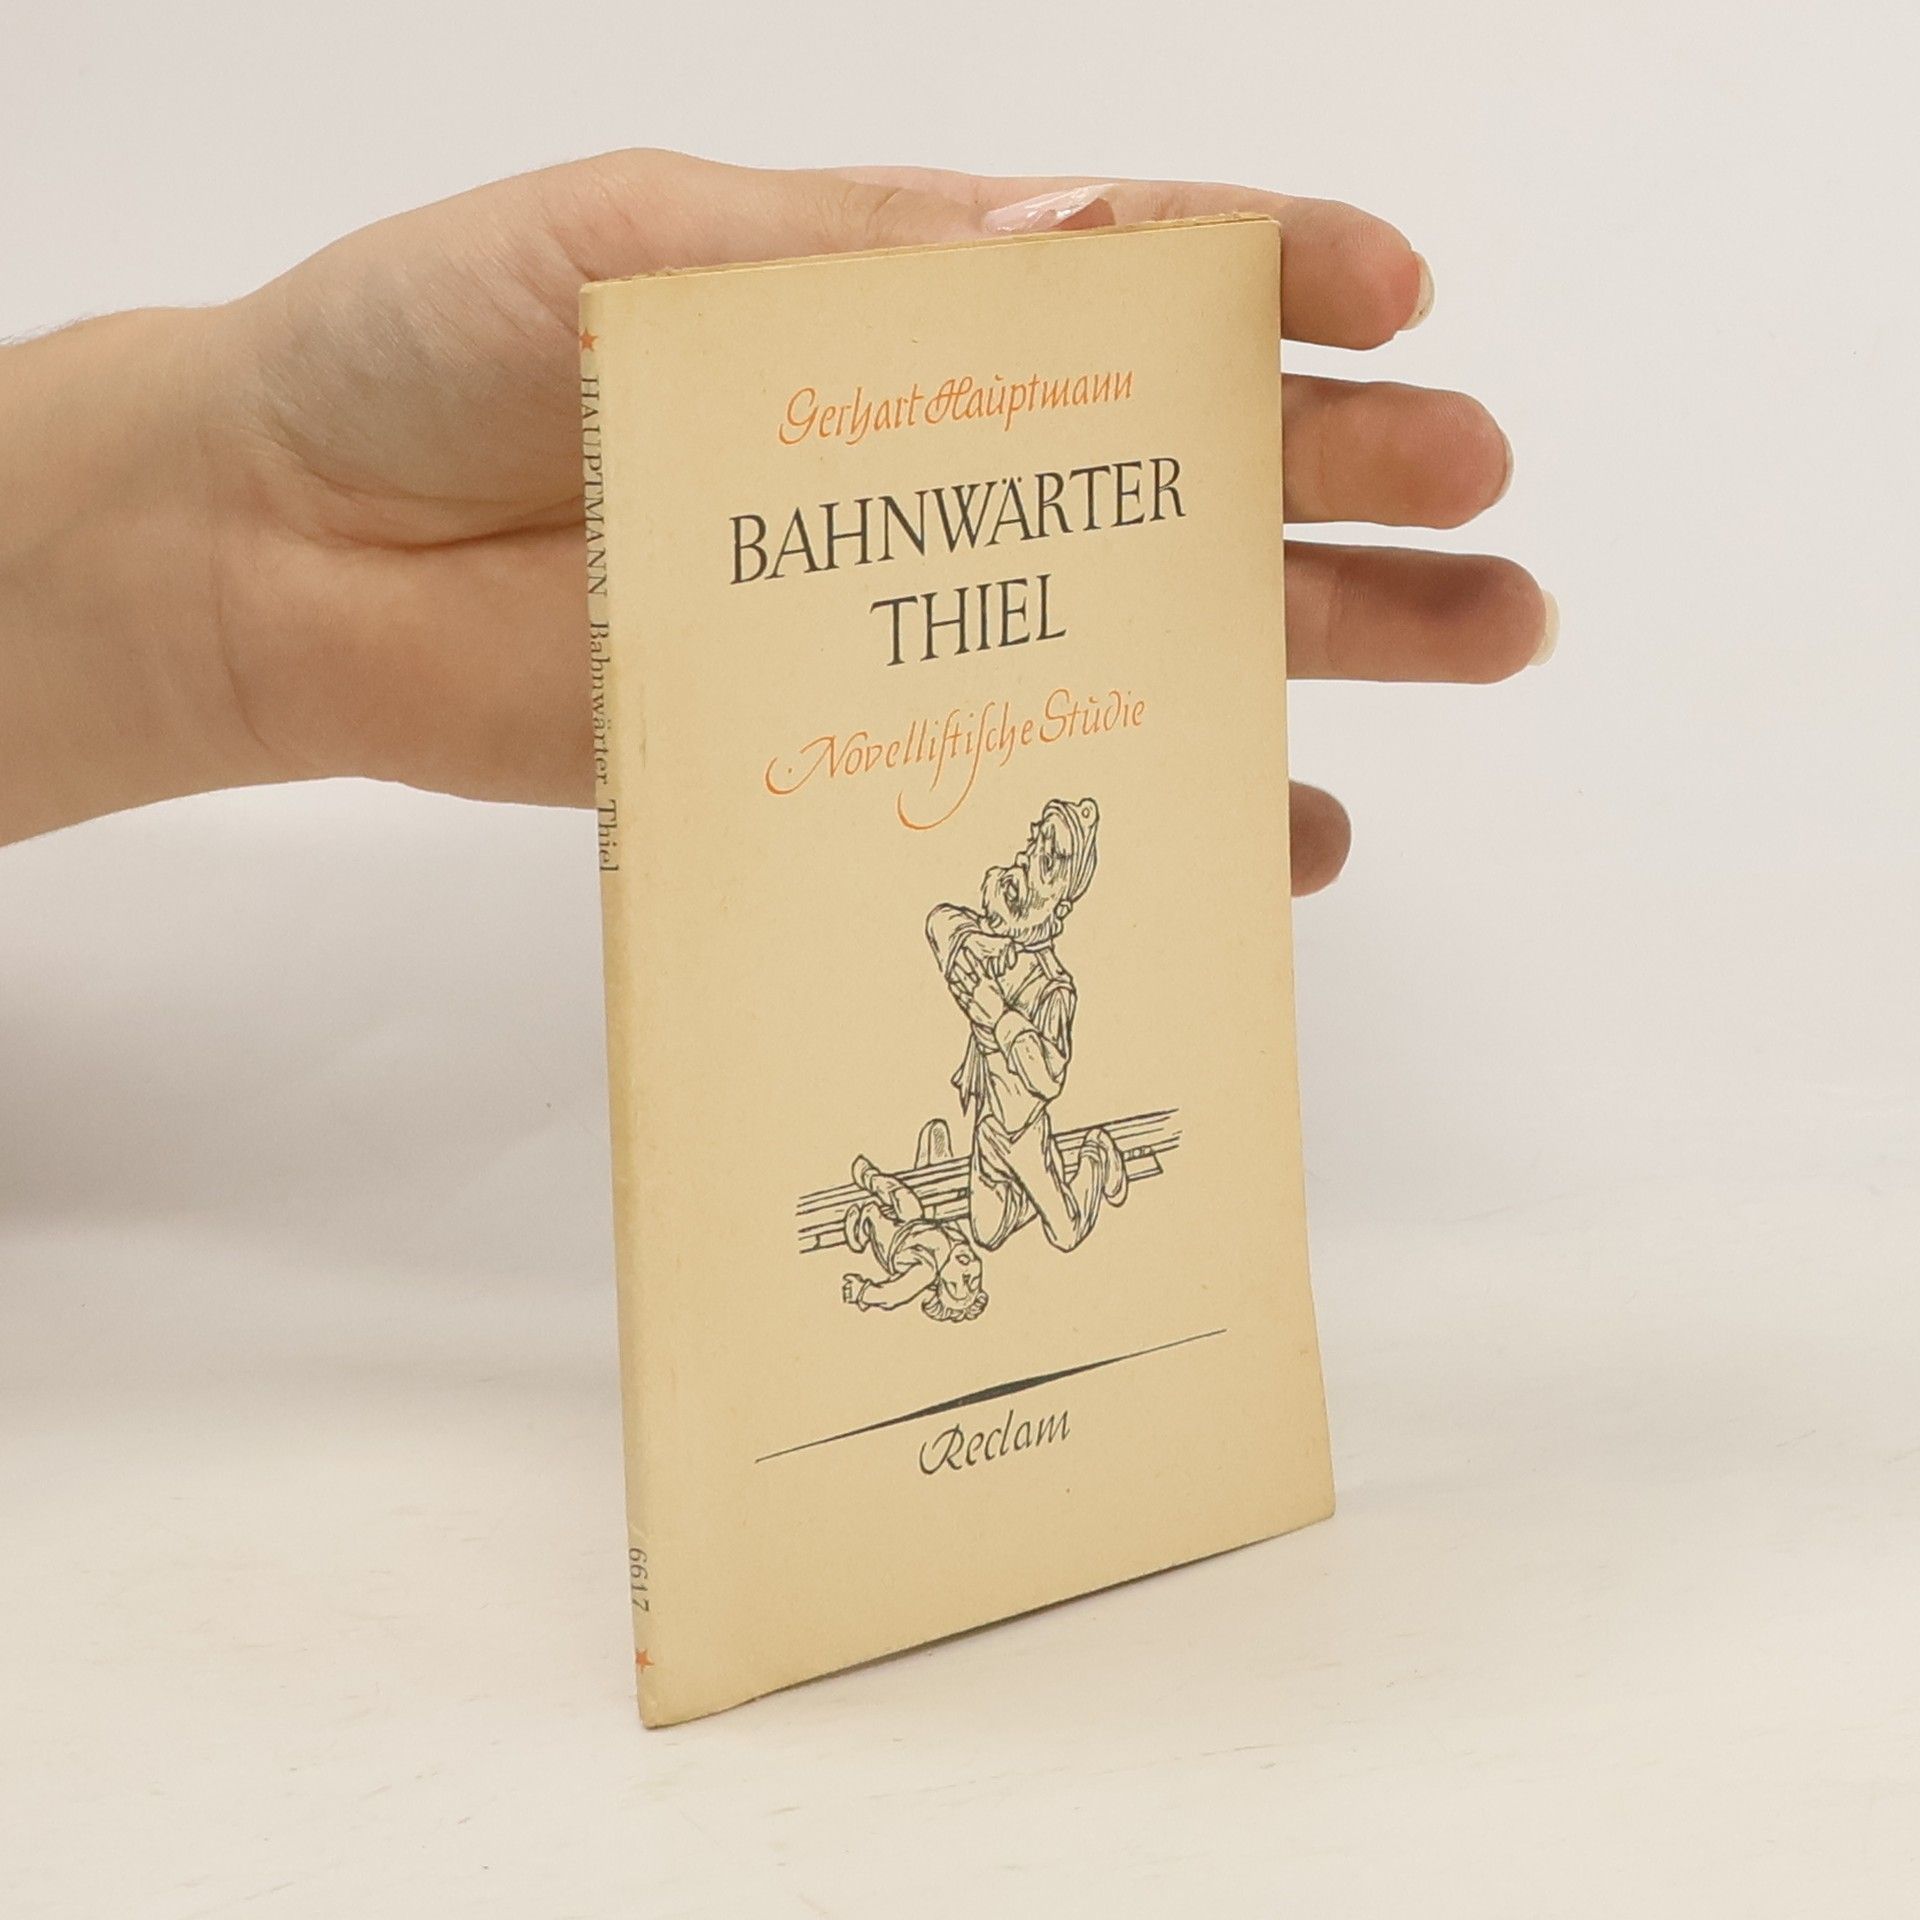 Gerhart Hauptmann
BAHNWÄRTER
THIEL
Novelliſtiſche Studie
Reclam
HAUPTMANN Bahnwärter Thiel
6617